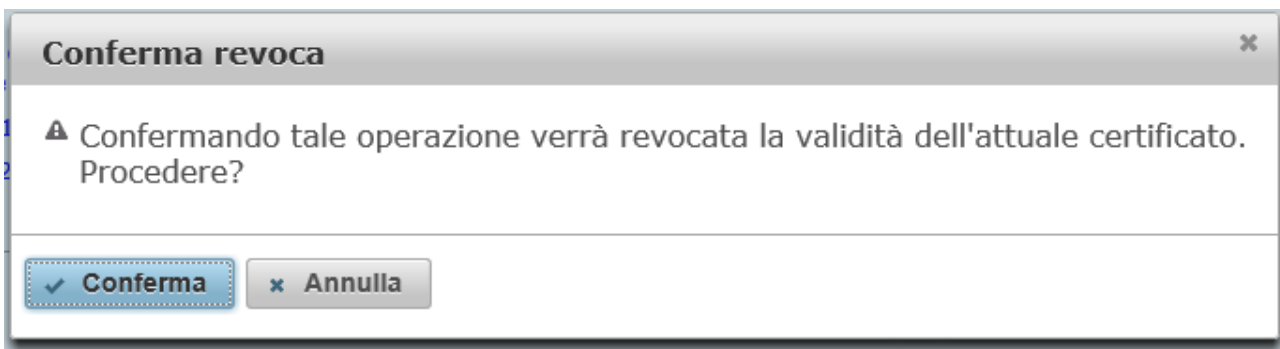 Conferma revoca
Confermando tale operazione verrà revocata la validità dell'attuale certificato.
Procedere?
Conferma
Annulla